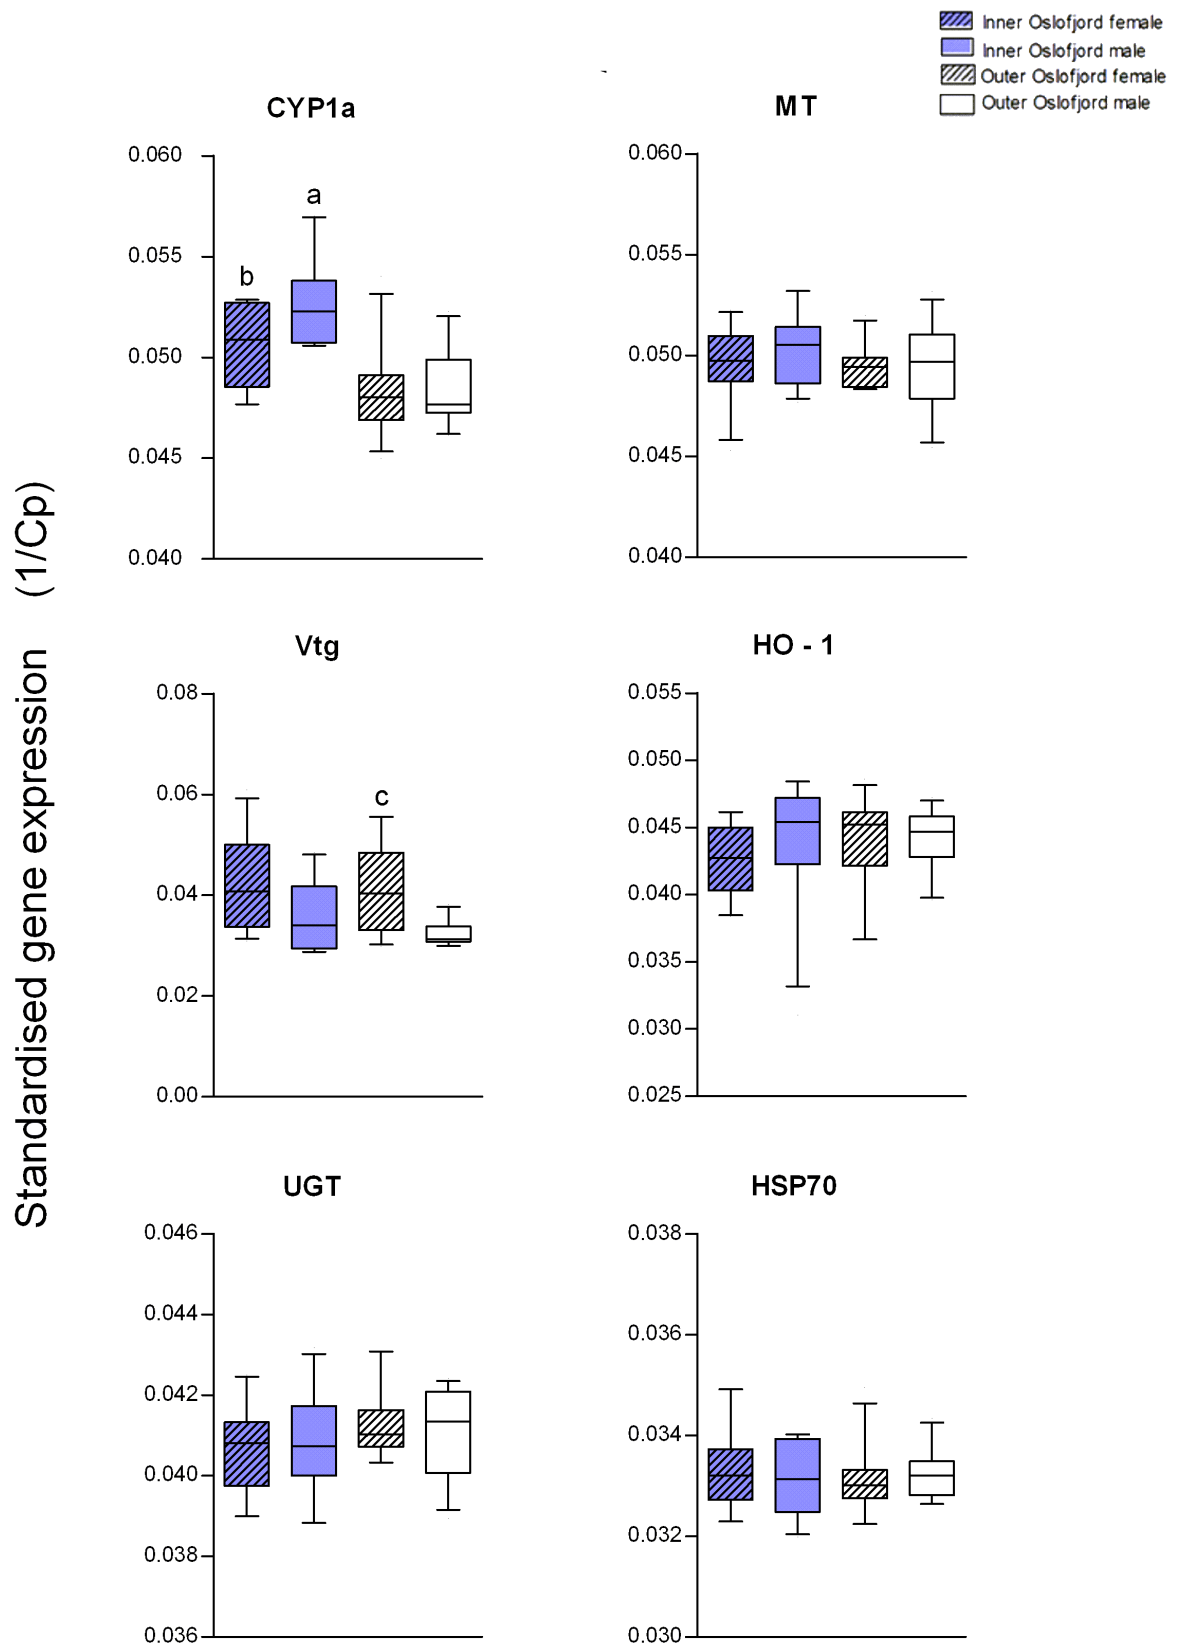 Inner Oslofjord female
Inner Oslofjord male
Outer Oslofjord female
Outer Oslofjord male
Standardised gene expression (1/Cp)
CYP1a
0.060
0.055
0.050
0.045
0.040
b
a
MT
0.060
0.055
0.050
0.045
0.040
Vtg
0.08
0.06
0.04
0.02
0.00
c
HO - 1
0.055
0.050
0.045
0.040
0.035
0.030
0.025
UGT
0.046
0.044
0.042
0.040
0.038
0.036
HSP70
0.038
0.036
0.034
0.032
0.030